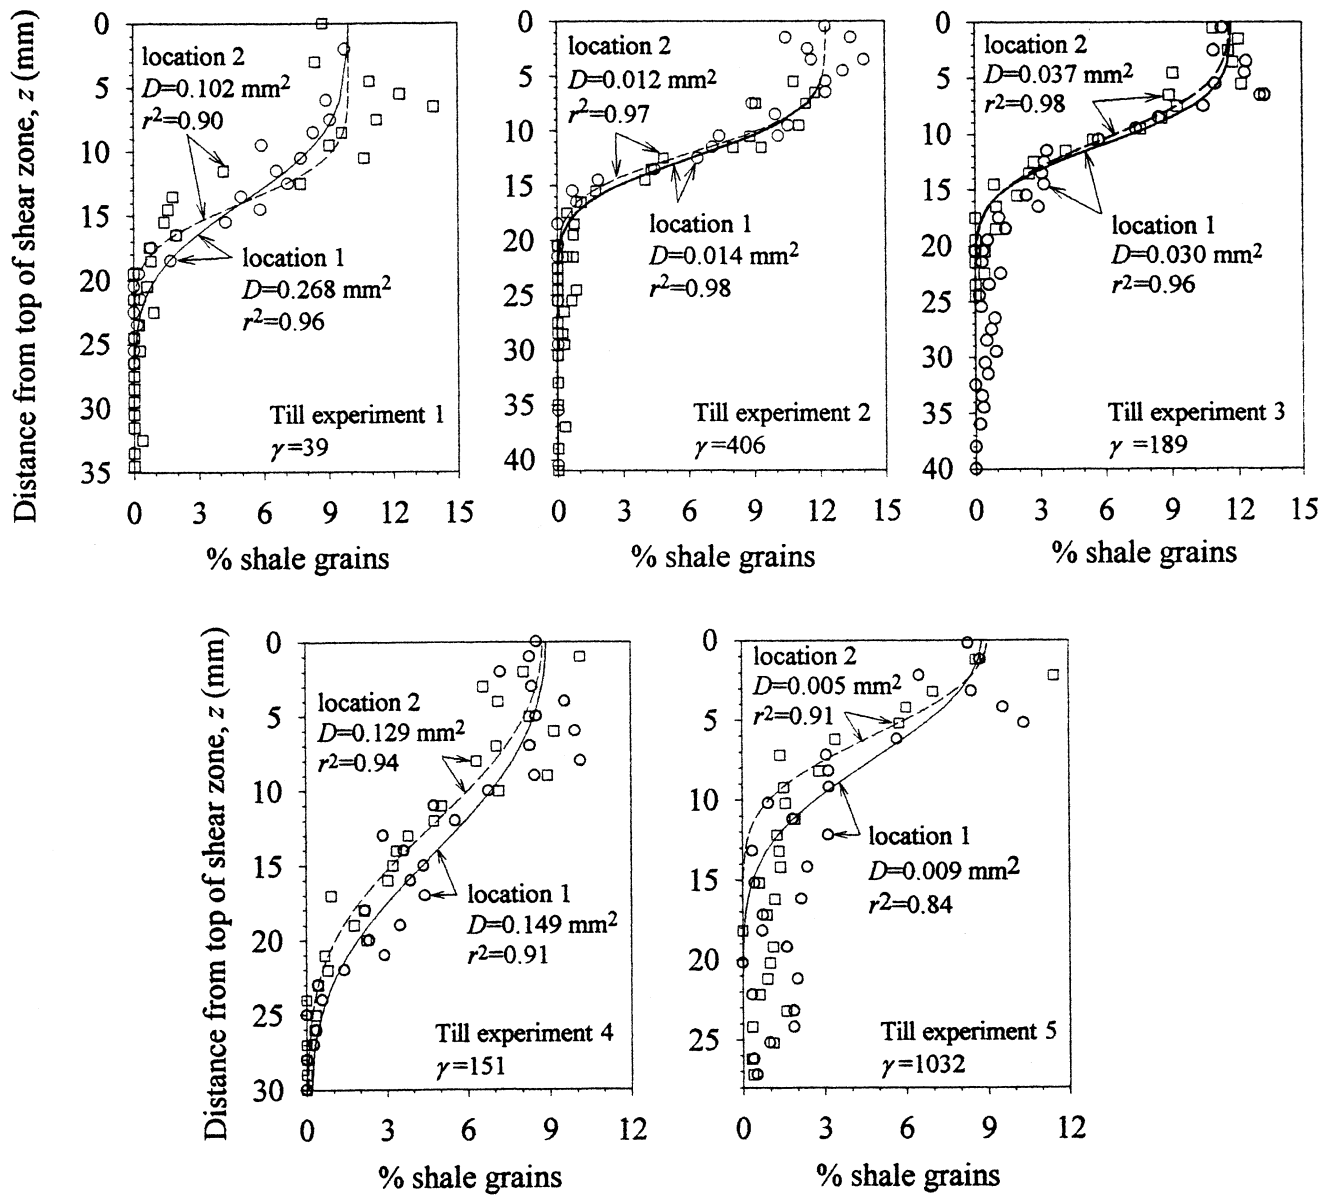 Distance from top of shear zone, z (mm)
0
5
10
15
20
25
30
35
location 2
D=0.102 mm²
r²=0.90
location 1
D=0.268 mm²
r²=0.96
Till experiment 1
γ=39
0 3 6 9 12 15
% shale grains
0
5
10
15
20
25
30
35
40
location 2
D=0.012 mm²
r²=0.97
location 1
D=0.014 mm²
r²=0.98
Till experiment 2
γ=406
0 3 6 9 12 15
% shale grains
0
5
10
15
20
25
30
35
40
location 2
D=0.037 mm²
r²=0.98
location 1
D=0.030 mm²
r²=0.96
Till experiment 3
γ =189
0 3 6 9 12 15
% shale grains
Distance from top of shear zone, z (mm)
0
5
10
15
20
25
30
location 2
D=0.129 mm²
r²=0.94
location 1
D=0.149 mm²
r²=0.91
Till experiment 4
γ=151
0 3 6 9 12
% shale grains
0
5
10
15
20
25
location 2
D=0.005 mm²
r²=0.91
location 1
D=0.009 mm²
r²=0.84
Till experiment 5
γ=1032
0 3 6 9 12
% shale grains